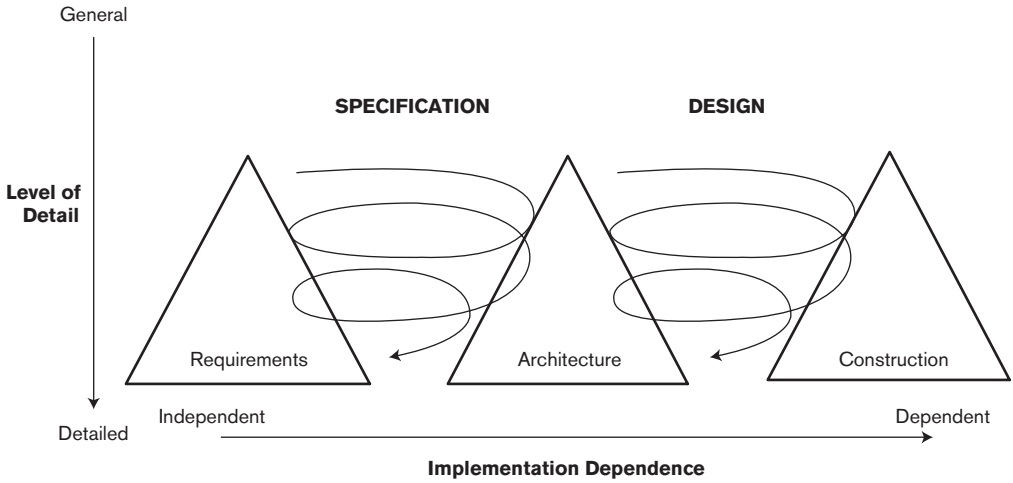 General
SPECIFICATION
DESIGN
Level of
Detail
Requirements
Architecture
Construction
Independent
Dependent
Detailed
Implementation Dependence